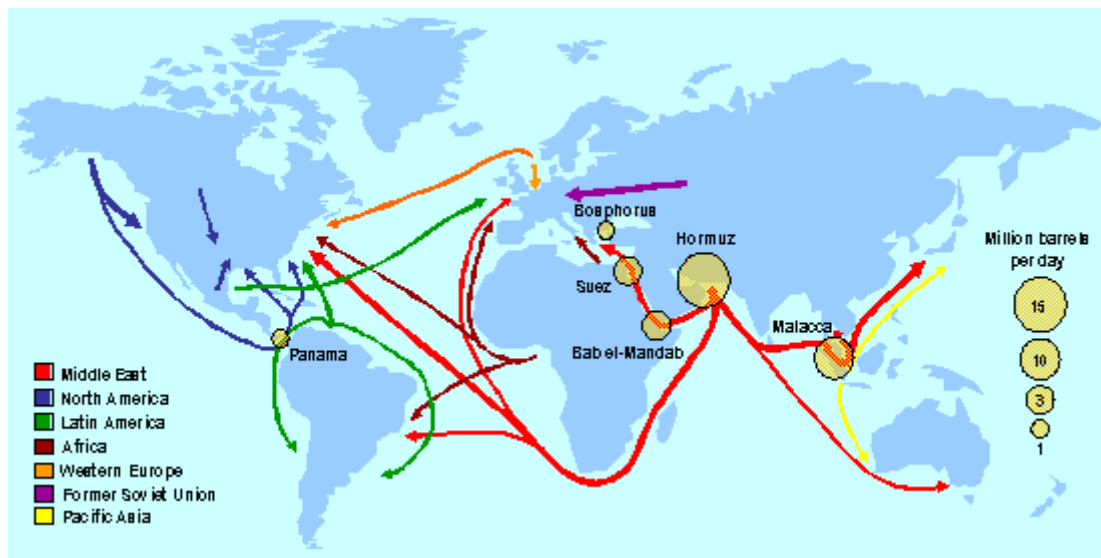 Bosphorus
Hormuz
Million barrels
per day
Suez
15
Malacca
Babel-Mandab
Panama
10
Middle East
North America
3
Latin America
Africa
1
Western Europe
Former Soviet Union
Pacific Asia